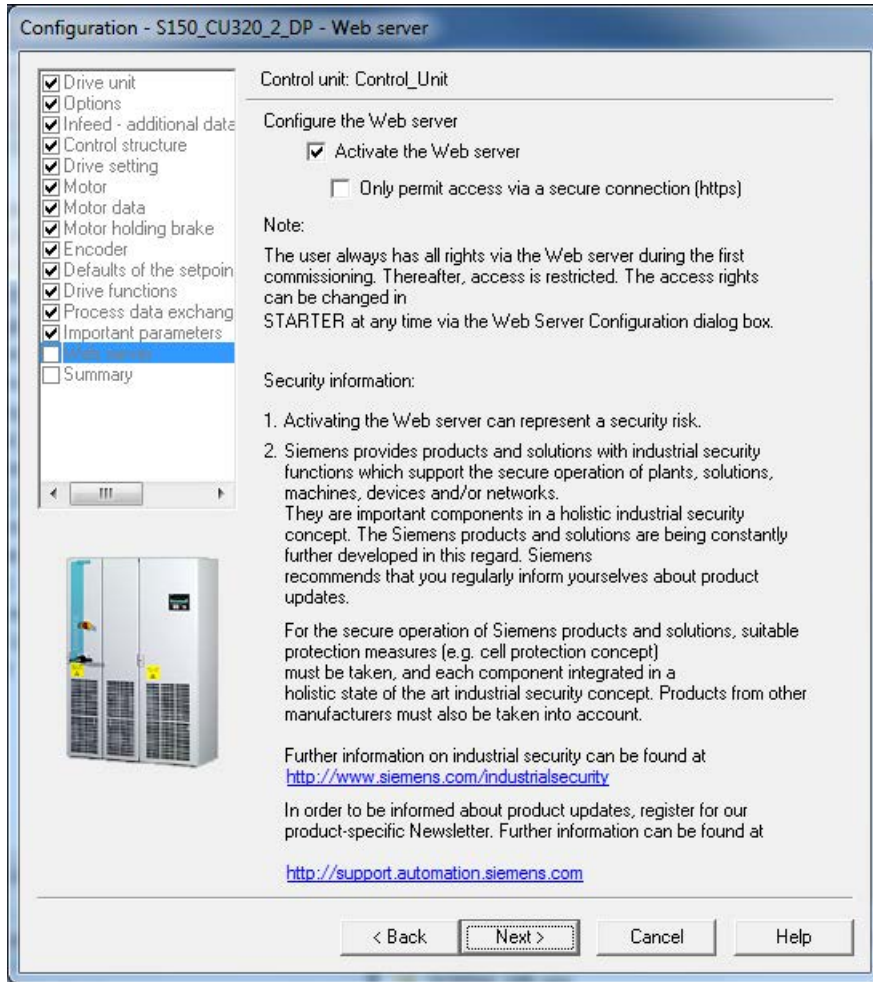 Configuration - S150_CU320_2_DP - Web server
Drive unit
Options
Infeed - additional data
Control structure
Drive setting
Motor
Motor data
Motor holding brake
Encoder
Defaults of the setpoin
Drive functions
Process data exchang
Important parameters
Web server
Summary
Control unit: Control_Unit
Configure the Web server
Activate the Web server
Only permit access via a secure connection (https)
Note:
The user always has all rights via the Web server during the first
commissioning. Thereafter, access is restricted. The access rights
can be changed in
STARTER at any time via the Web Server Configuration dialog box.
Security information:
1. Activating the Web server can represent a security risk.
2. Siemens provides products and solutions with industrial security
functions which support the secure operation of plants, solutions,
machines, devices and/or networks.
They are important components in a holistic industrial security
concept. The Siemens products and solutions are being constantly
further developed in this regard. Siemens
recommends that you regularly inform yourselves about product
updates.
For the secure operation of Siemens products and solutions, suitable
protection measures (e.g. cell protection concept)
must be taken, and each component integrated in a
holistic state of the art industrial security concept. Products from other
manufacturers must also be taken into account.
Further information on industrial security can be found at
http://www.siemens.com/industrialsecurity
In order to be informed about product updates, register for our
product-specific Newsletter. Further information can be found at
http://support.automation.siemens.com
< Back
Next >
Cancel
Help